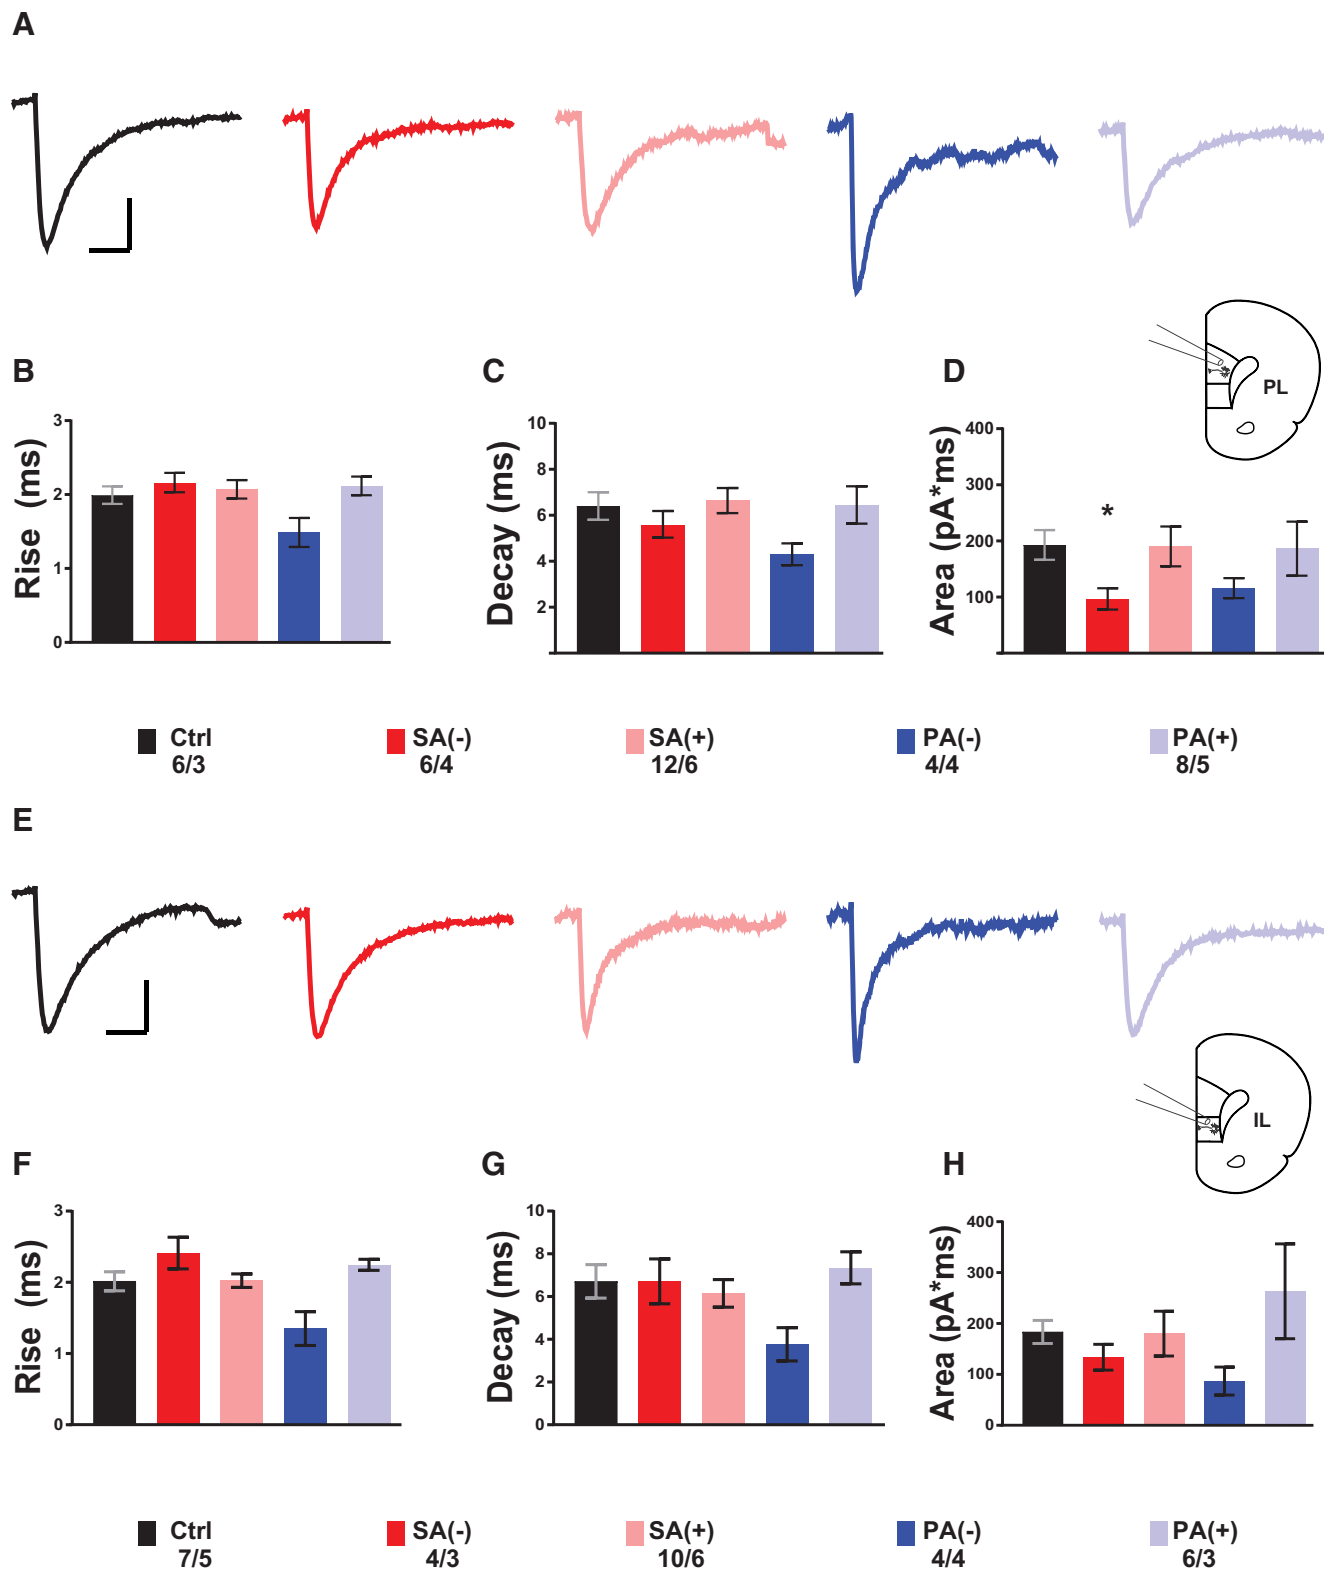 A
B
C
D
PL
3
2
1
0
Rise (ms)
10
8
6
4
2
Decay (ms)
400
300
200
100
Area (pA*ms)
*
Ctrl
6/3
SA(-)
6/4
SA(+)
12/6
PA(-)
4/4
PA(+)
8/5
E
F
G
H
IL
3
2
1
0
Rise (ms)
10
8
6
4
2
0
Decay (ms)
400
300
200
100
0
Area (pA*ms)
Ctrl
7/5
SA(-)
4/3
SA(+)
10/6
PA(-)
4/4
PA(+)
6/3